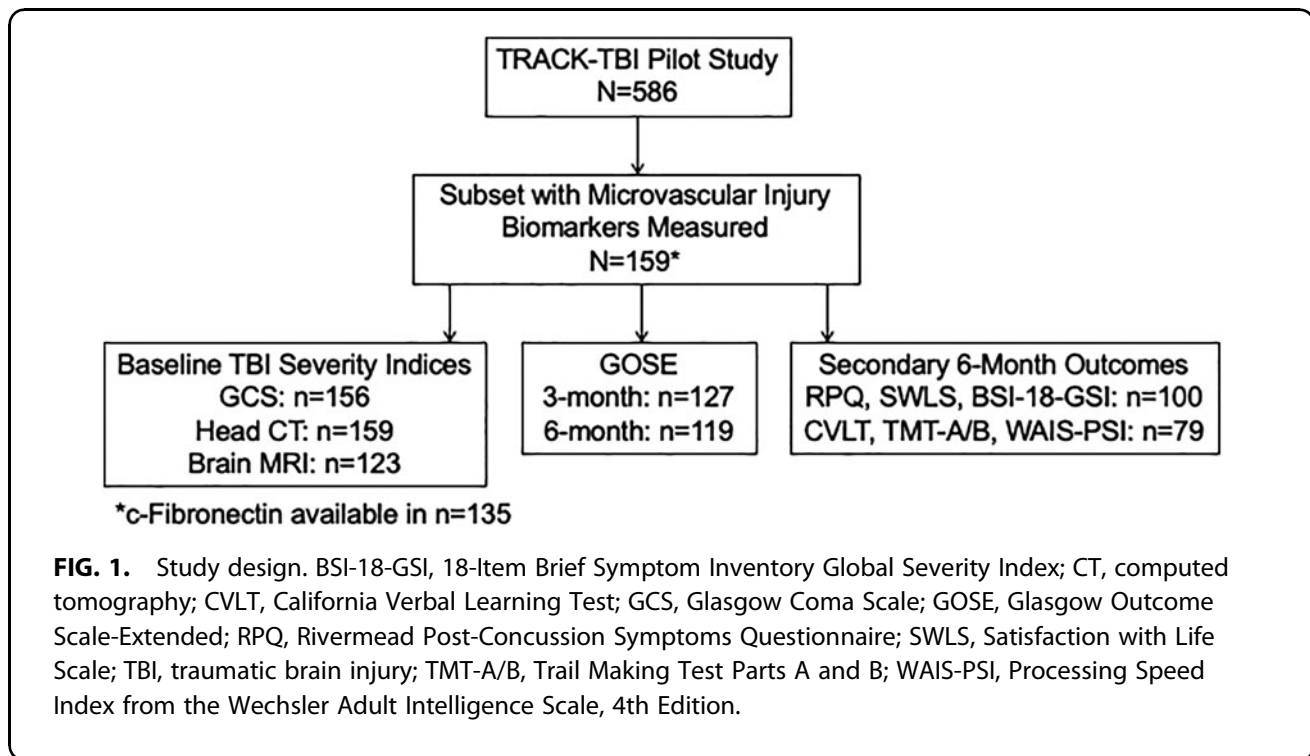 TRACK-TBI Pilot Study
N=586
Subset with Microvascular Injury
Biomarkers Measured
N=159*
Baseline TBI Severity Indices
GCS: n=156
Head CT: n=159
Brain MRI: n=123
GOSE
3-month: n=127
6-month: n=119
Secondary 6-Month Outcomes
RPQ, SWLS, BSI-18-GSI: n=100
CVLT, TMT-A/B, WAIS-PSI: n=79
*c-Fibronectin available in n=135
FIG. 1. Study design. BSI-18-GSI, 18-Item Brief Symptom Inventory Global Severity Index; CT, computed
tomography; CVLT, California Verbal Learning Test; GCS, Glasgow Coma Scale; GOSE, Glasgow Outcome
Scale-Extended; RPQ, Rivermead Post-Concussion Symptoms Questionnaire; SWLS, Satisfaction with Life
Scale; TBI, traumatic brain injury; TMT-A/B, Trail Making Test Parts A and B; WAIS-PSI, Processing Speed
Index from the Wechsler Adult Intelligence Scale, 4th Edition.